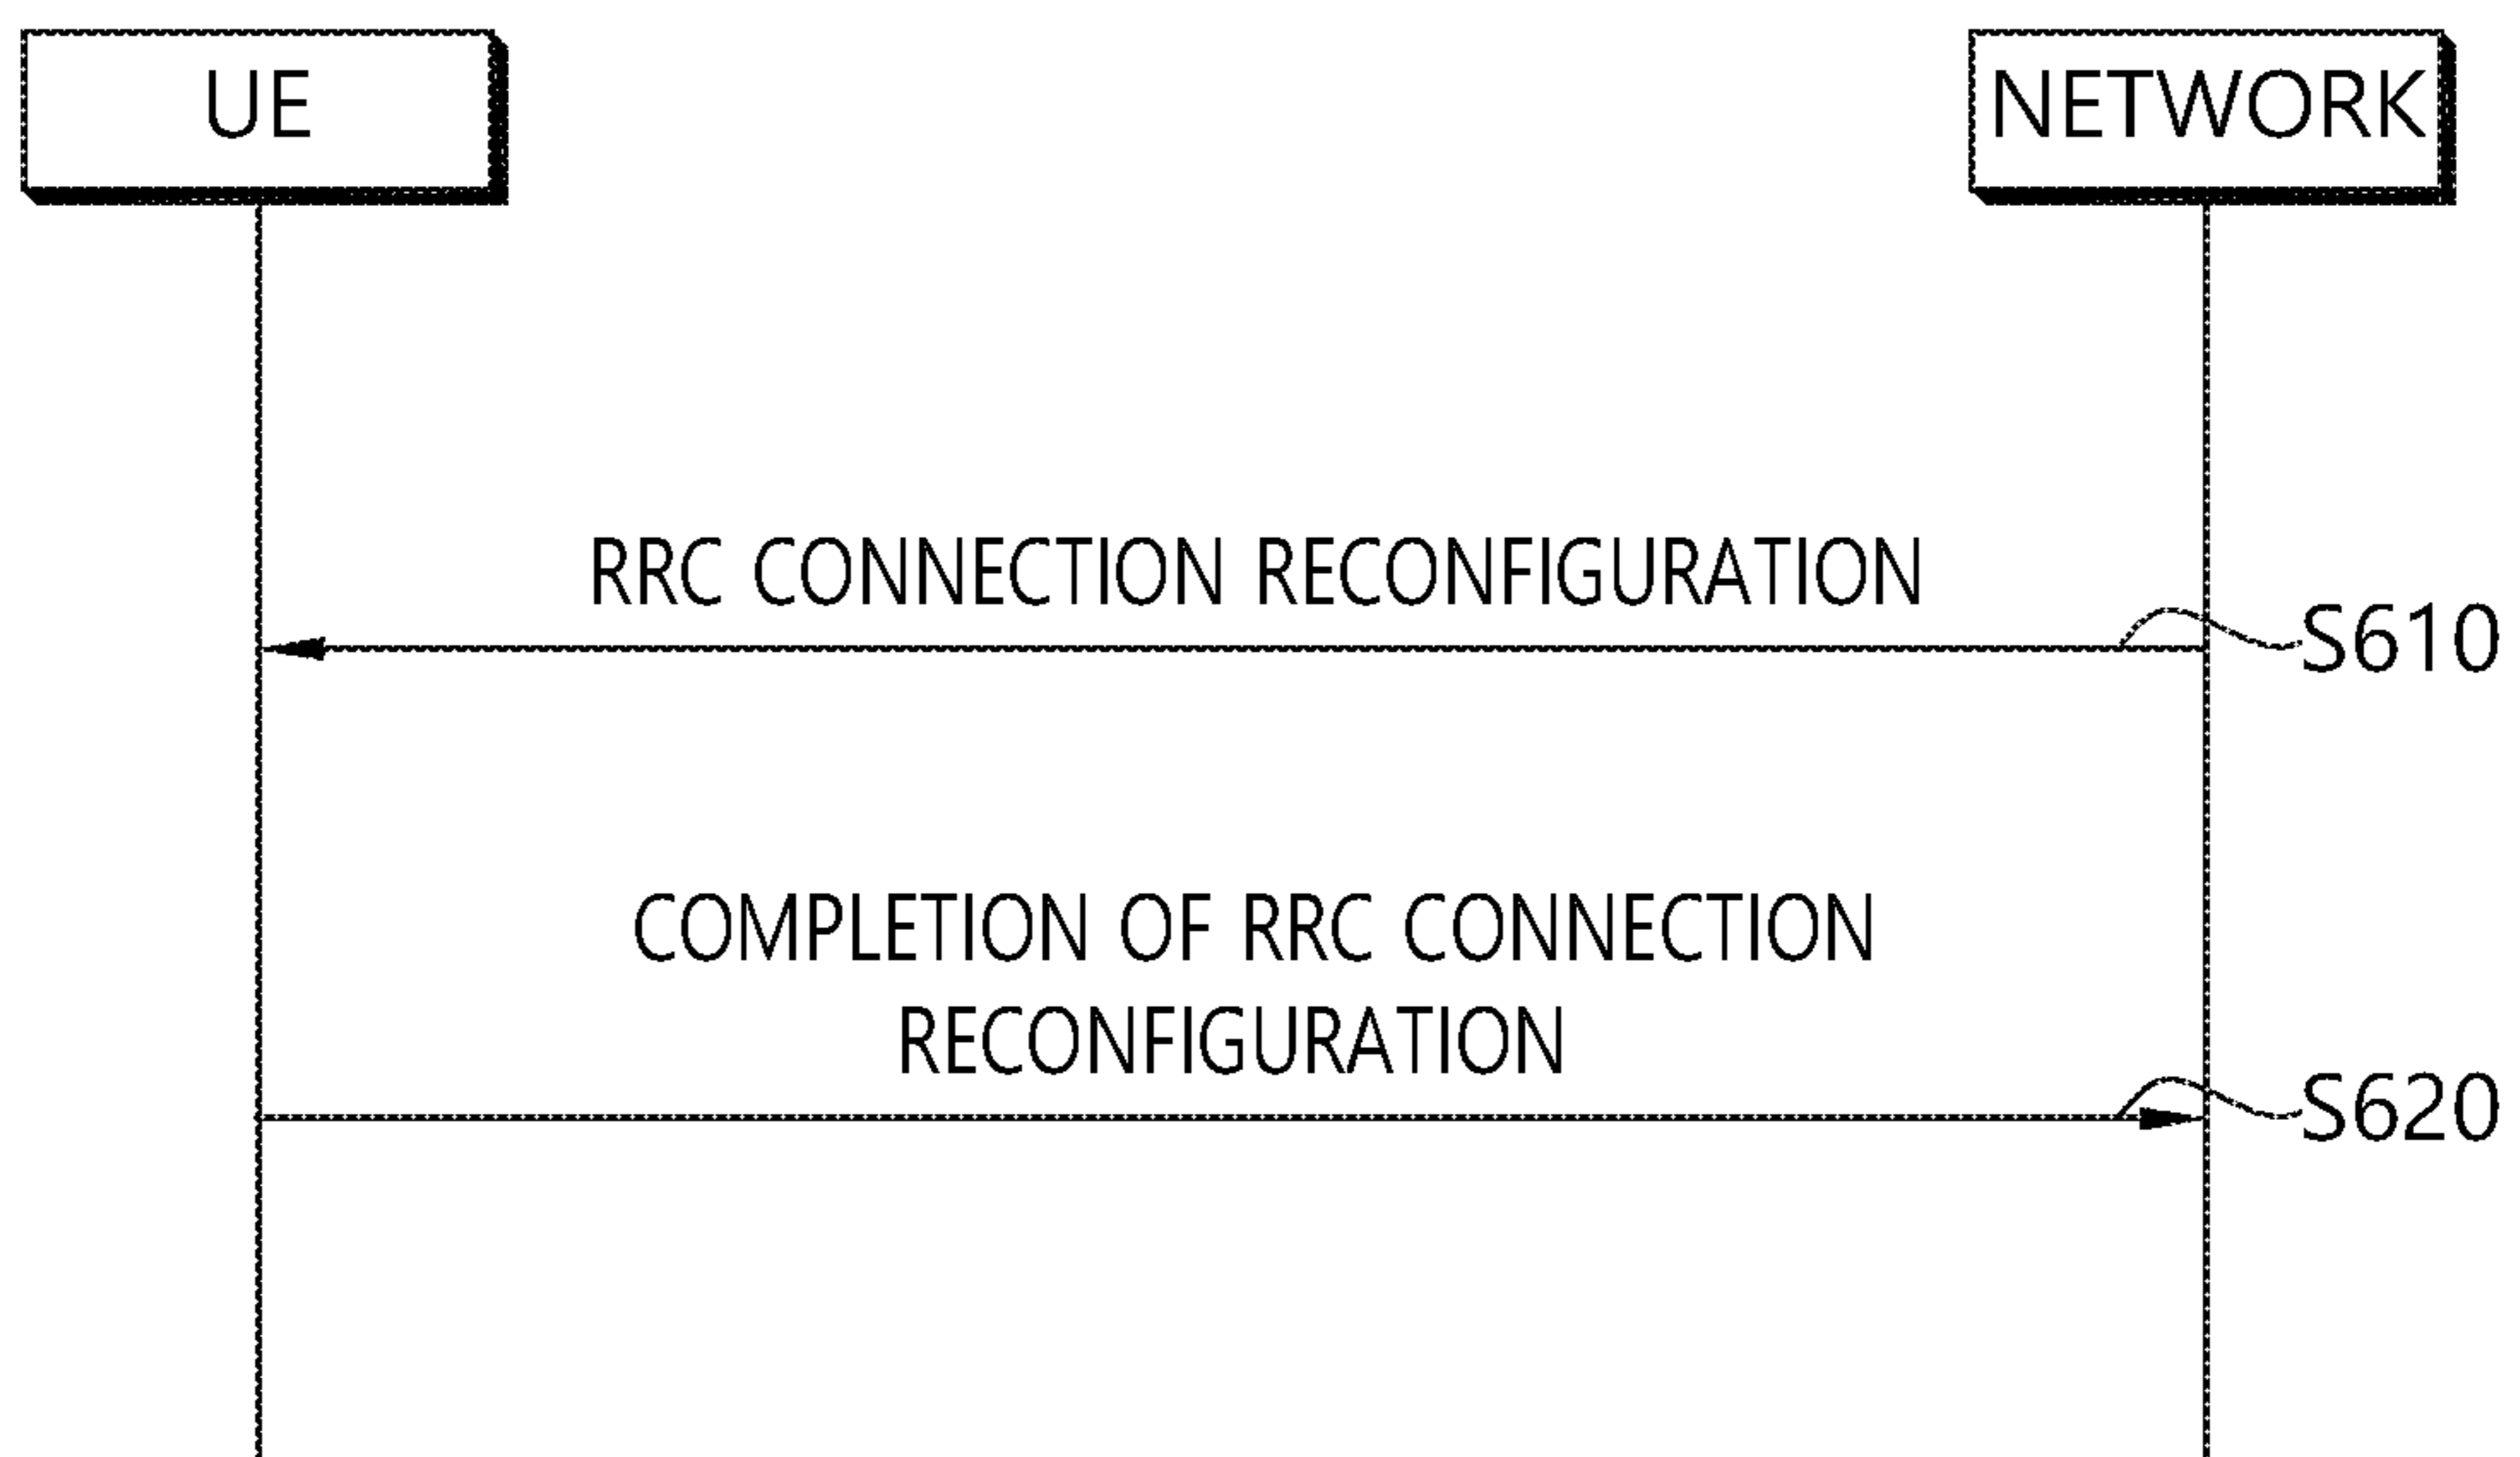 UE
NETWORK
RRC CONNECTION RECONFIGURATION
S610
COMPLETION OF RRC CONNECTION
RECONFIGURATION
S620